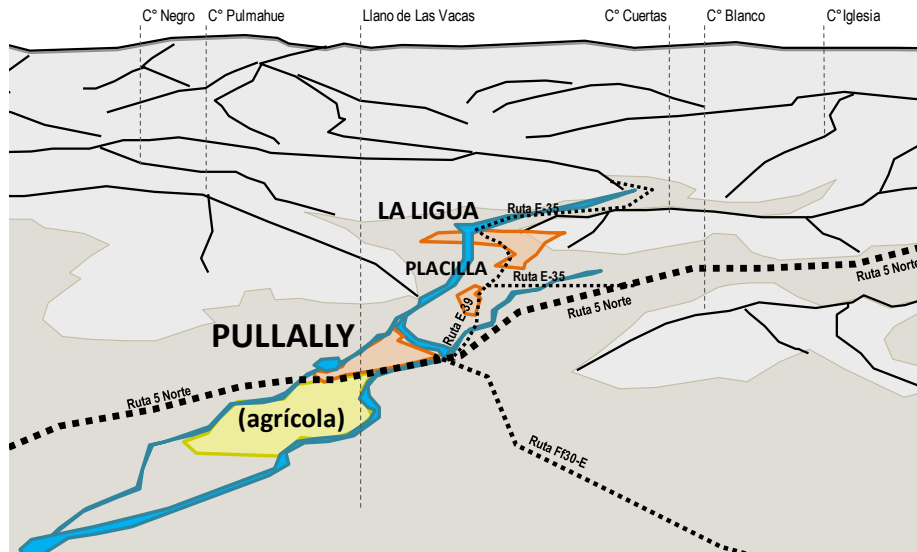 C° Negro
C° Pulmahue
Llano de Las Vacas
C° Cuertas
C° Blanco
C° Iglesia
LA LIGUA
Ruta E-35
PLACILLA
Ruta E-35
Ruta 5 Norte
Ruta E-39
Ruta 5 Norte
PULLALLY
Ruta 5 Norte
(agrícola)
Ruta Ff30-E